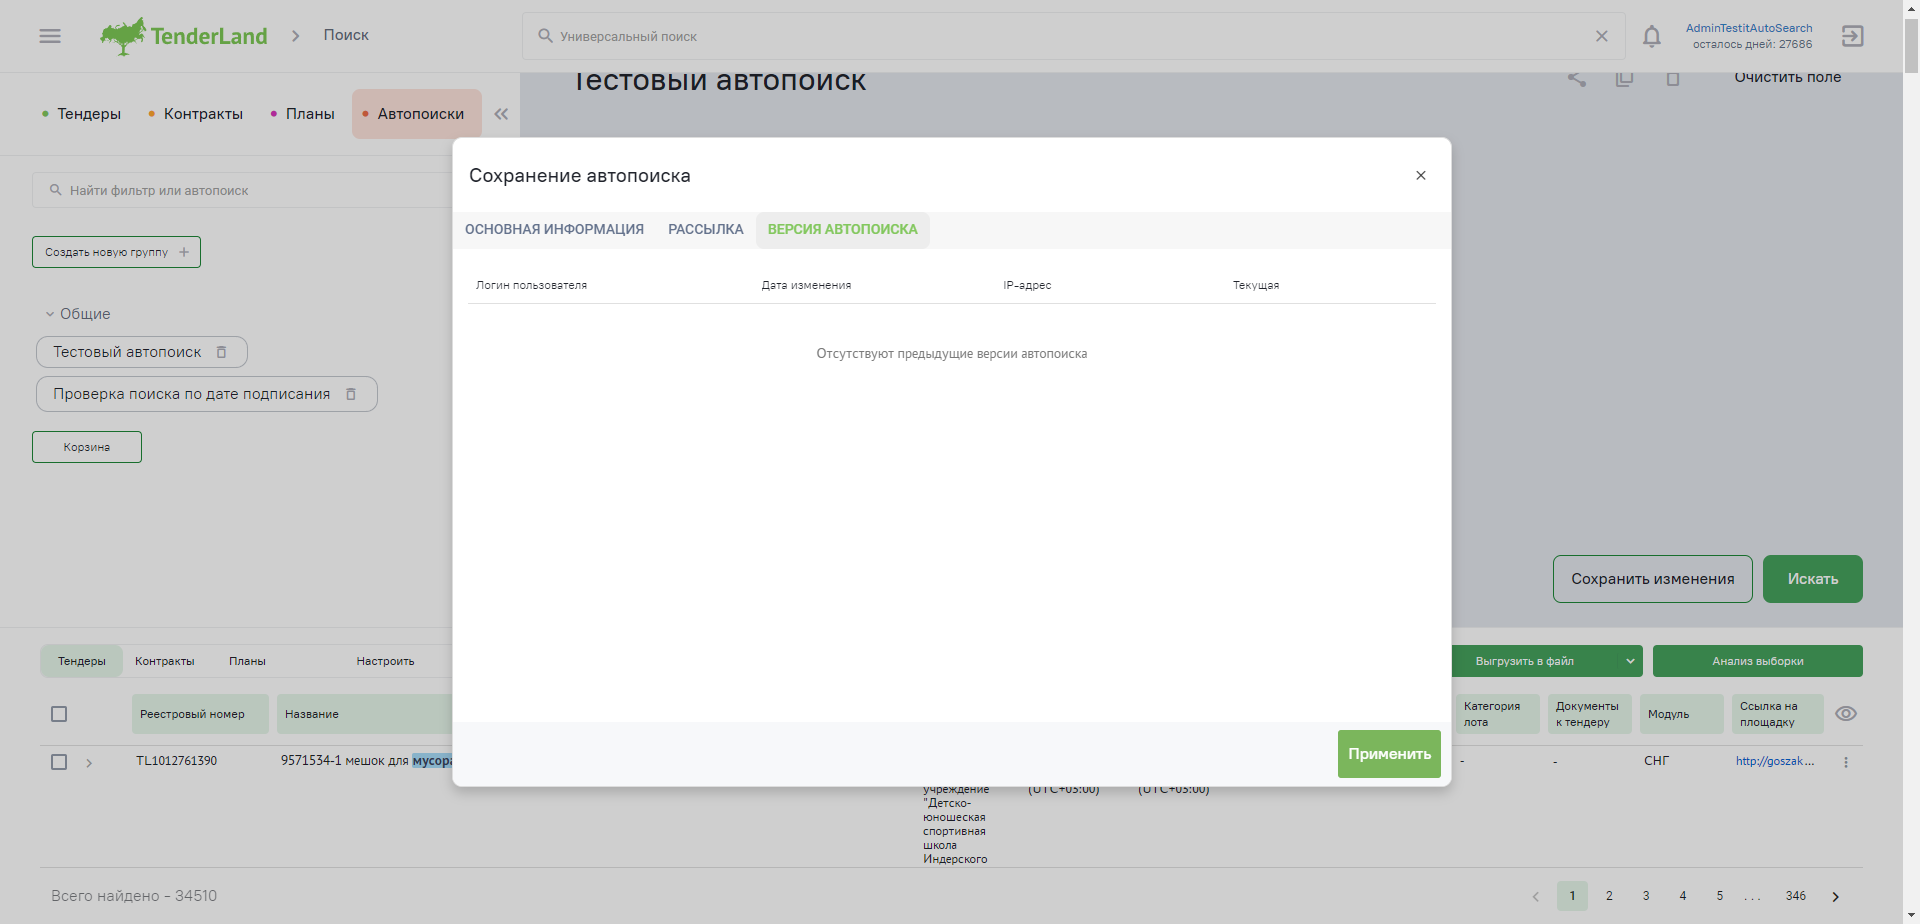 TenderLand
Поиск
Универсальный поиск
AdminTestitAutoSearch
осталось дней: 27686
Тендеры
Контракты
Планы
Автопоиски
Тестовый автопоиск
Очистить поле
Найти фильтр или автопоиск
Создать новую группу
Общие
Тестовый автопоиск
Проверка поиска по дате подписания
Корзина
Сохранение автопоиска
ОСНОВНАЯ ИНФОРМАЦИЯ
РАССЫЛКА
ВЕРСИЯ АВТОПОИСКА
Логин пользователя
Дата изменения
IP-адрес
Текущая
Отсутствуют предыдущие версии автопоиска
Применить
Сохранить изменения
Искать
Тендеры
Контракты
Планы
Настроить
Выгрузить в файл
Анализ выборки
Реестровый номер
Название
Категория
лота
Документы
к тендеру
Модуль
Ссылка на
площадку
TL1012761390
9571534-1 мешок для мусора
учреждение
"Детско-
юношеская
спортивная
школа
Индерского
(UTC+03:00)
(UTC+03:00)
-
-
СНГ
http://goszak...
Всего найдено - 34510
1
2
3
4
5
...
346